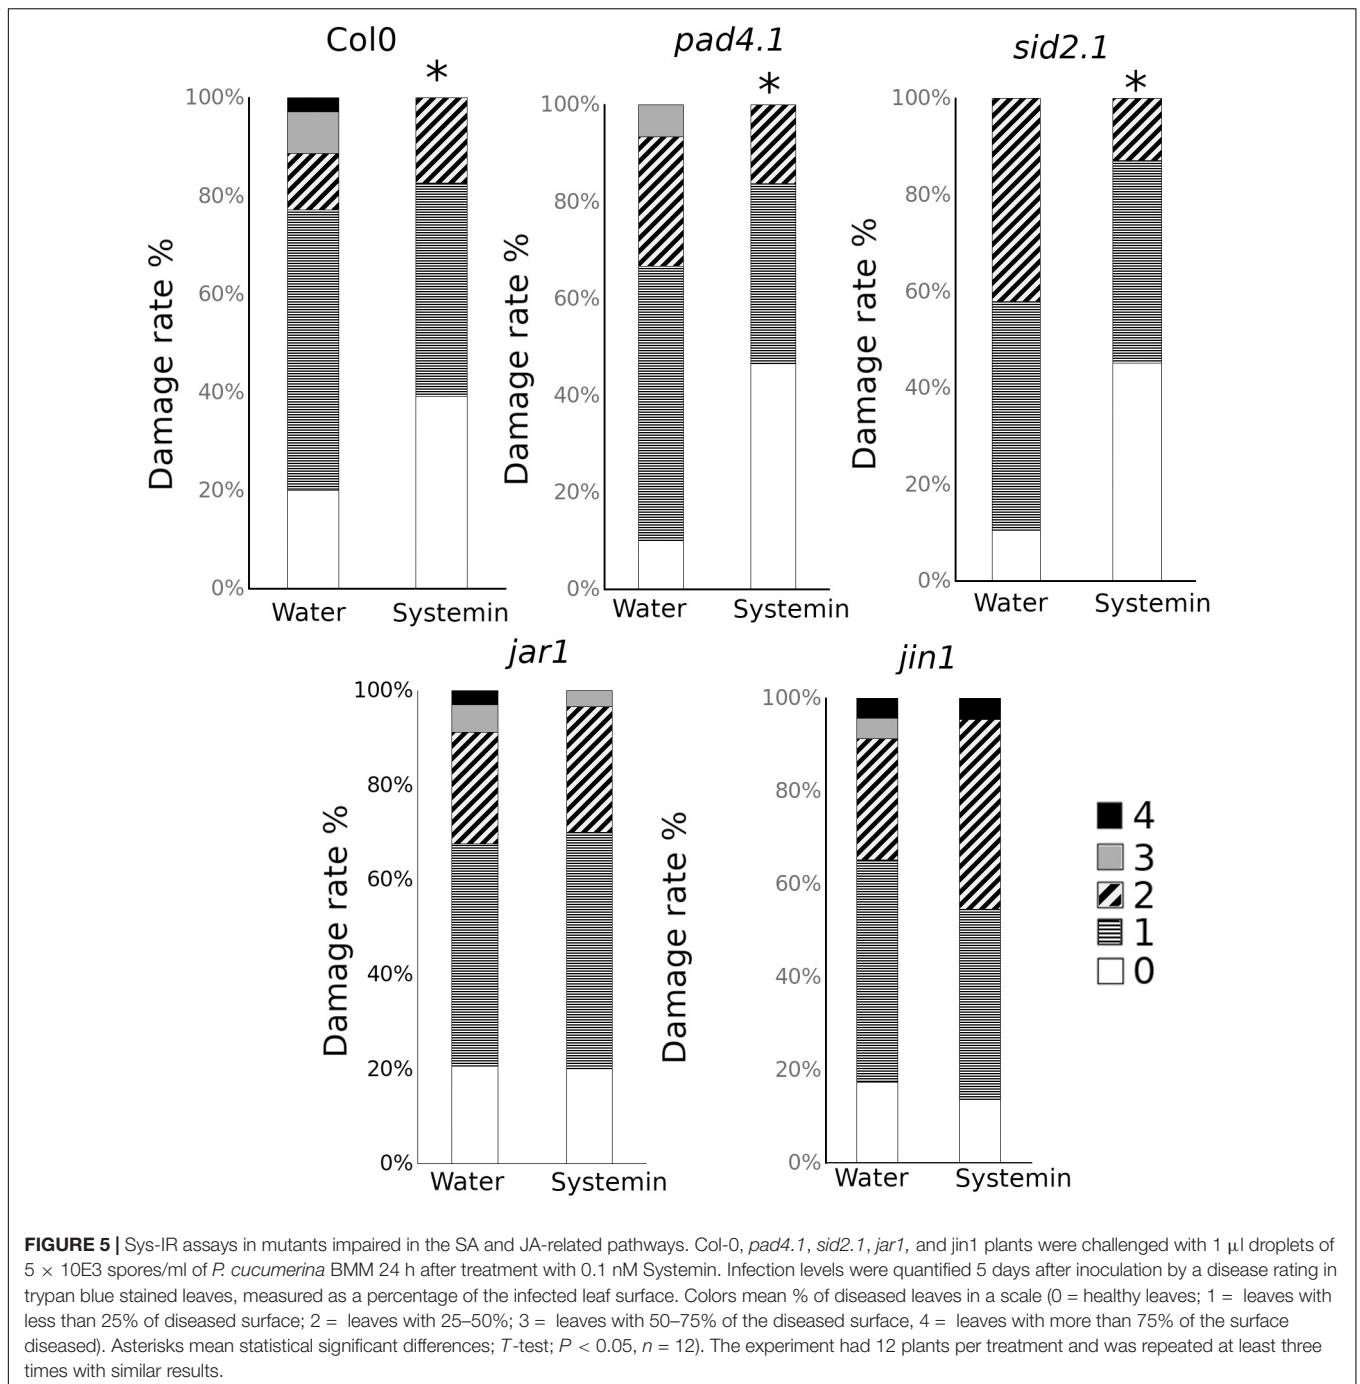 Col0
*
100%
80%
60%
40%
20%
0%
Damage rate %
Water Systemin
pad4.1
*
100%
80%
60%
40%
20%
0%
Damage rate %
Water Systemin
sid2.1
*
100%
80%
60%
40%
20%
0%
Damage rate %
Water Systemin
jar1
100%
80%
60%
40%
20%
0%
Damage rate %
Water Systemin
jin1
100%
80%
60%
40%
20%
0%
Damage rate %
Water Systemin
4
3
2
1
0
FIGURE 5 | Sys-IR assays in mutants impaired in the SA and JA-related pathways. Col-0, pad4.1, sid2.1, jar1, and jin1 plants were challenged with 1 μl droplets of
5 × 10E3 spores/ml of P. cucumerina BMM 24 h after treatment with 0.1 nM Systemin. Infection levels were quantified 5 days after inoculation by a disease rating in
trypan blue stained leaves, measured as a percentage of the infected leaf surface. Colors mean % of diseased leaves in a scale (0 = healthy leaves; 1 = leaves with
less than 25% of diseased surface; 2 = leaves with 25–50%; 3 = leaves with 50–75% of the diseased surface, 4 = leaves with more than 75% of the surface
diseased). Asterisks mean statistical significant differences; T-test; P < 0.05, n = 12). The experiment had 12 plants per treatment and was repeated at least three
times with similar results.